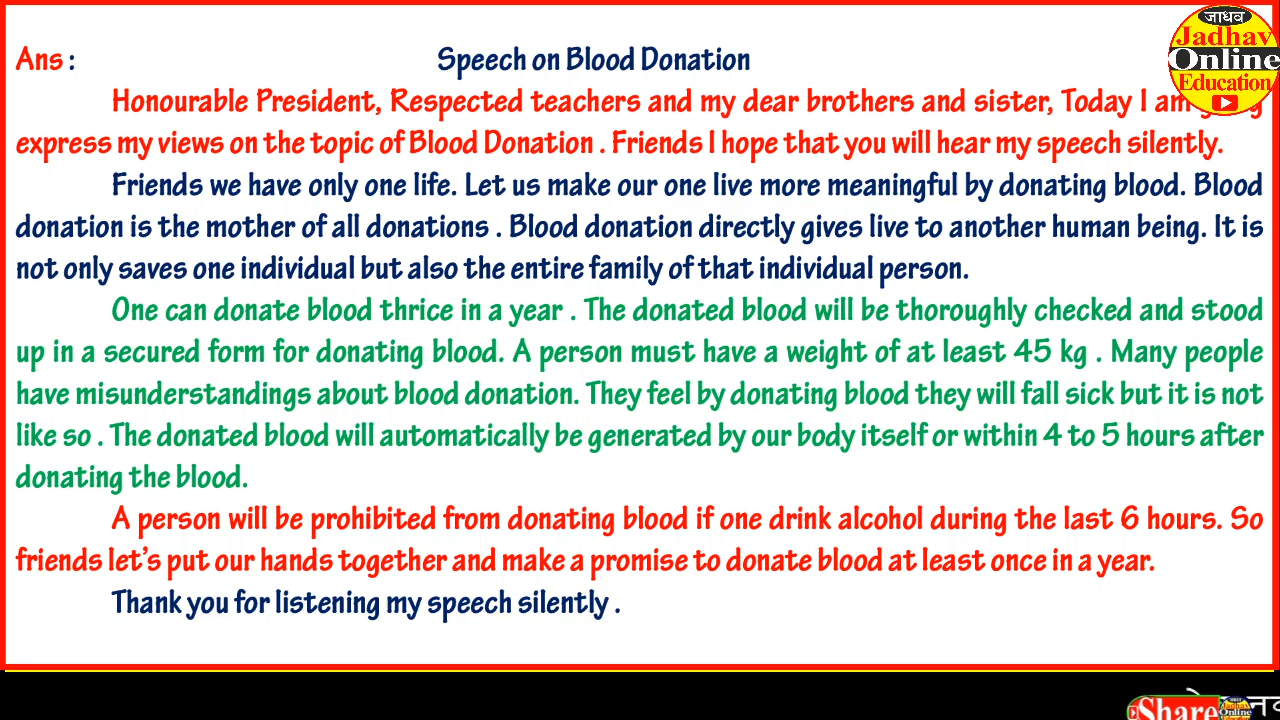 जाधव
Jadhav
Online
Education
Ans : Speech on Blood Donation
Honourable President, Respected teachers and my dear brothers and sister, Today I am
express my views on the topic of Blood Donation . Friends I hope that you will hear my speech silently.
Friends we have only one life. Let us make our one live more meaningful by donating blood. Blood
donation is the mother of all donations . Blood donation directly gives live to another human being. It is
not only saves one individual but also the entire family of that individual person.
One can donate blood thrice in a year . The donated blood will be thoroughly checked and stood
up in a secured form for donating blood. A person must have a weight of at least 45 kg . Many people
have misunderstandings about blood donation. They feel by donating blood they will fall sick but it is not
like so . The donated blood will automatically be generated by our body itself or within 4 to 5 hours after
donating the blood.
A person will be prohibited from donating blood if one drink alcohol during the last 6 hours. So
friends let's put our hands together and make a promise to donate blood at least once in a year.
Thank you for listening my speech silently .
Share